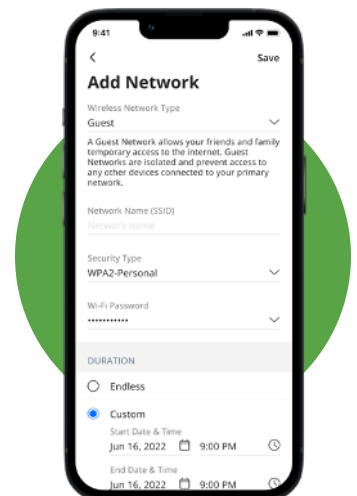 9:41
Save
Add Network
Wireless Network Type
Guest
A Guest Network allows your friends and family
temporary access to the internet. Guest
Networks are isolated and prevent access to
any other devices connected to your primary
network.
Network Name (SSID)
Network name
Security Type
WPA2-Personal
Wi-Fi Password
•••••••••••
DURATION
Endless
Custom
Start Date & Time
Jun 16, 2022 9:00 PM
End Date & Time
Jun 16, 2022 9:00 PM